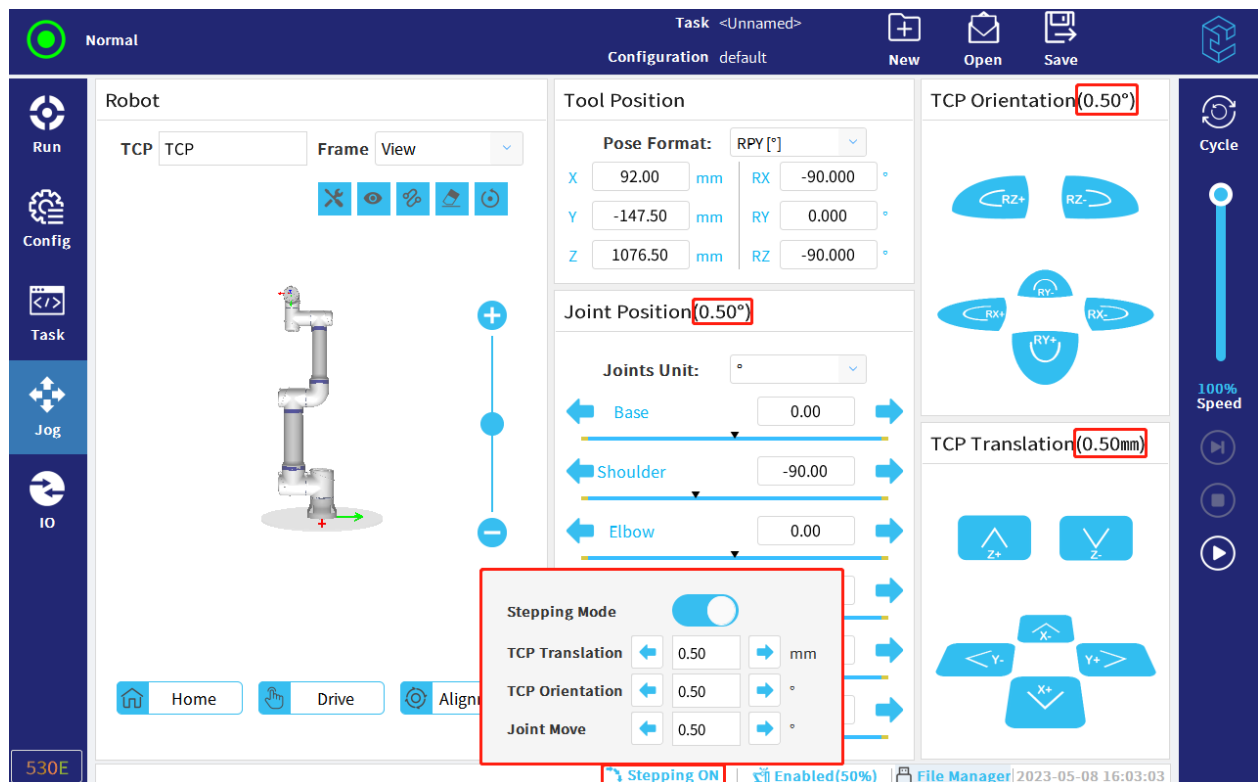 Normal
Task <Unnamed>
Configuration default
New
Open
Save
Run
Config
Task
Jog
IO
530E
Robot
TCP TCP Frame View
Home
Drive
Alignm
Tool Position
Pose Format: RPY [°]
X 92.00 mm RX -90.000 °
Y -147.50 mm RY 0.000 °
Z 1076.50 mm RZ -90.000 °
Joint Position(0.50°)
Joints Unit: °
Base 0.00
Shoulder -90.00
Elbow 0.00
Stepping Mode
TCP Translation 0.50 mm
TCP Orientation 0.50 °
Joint Move 0.50 °
TCP Orientation(0.50°)
RZ+ RZ-
RY-
RX+ RX-
RY+
TCP Translation(0.50mm)
Z+ Z-
X-
Y- Y+
X+
Cycle
100%
Speed
Stepping ON Enabled(50%) File Manager 2023-05-08 16:03:03